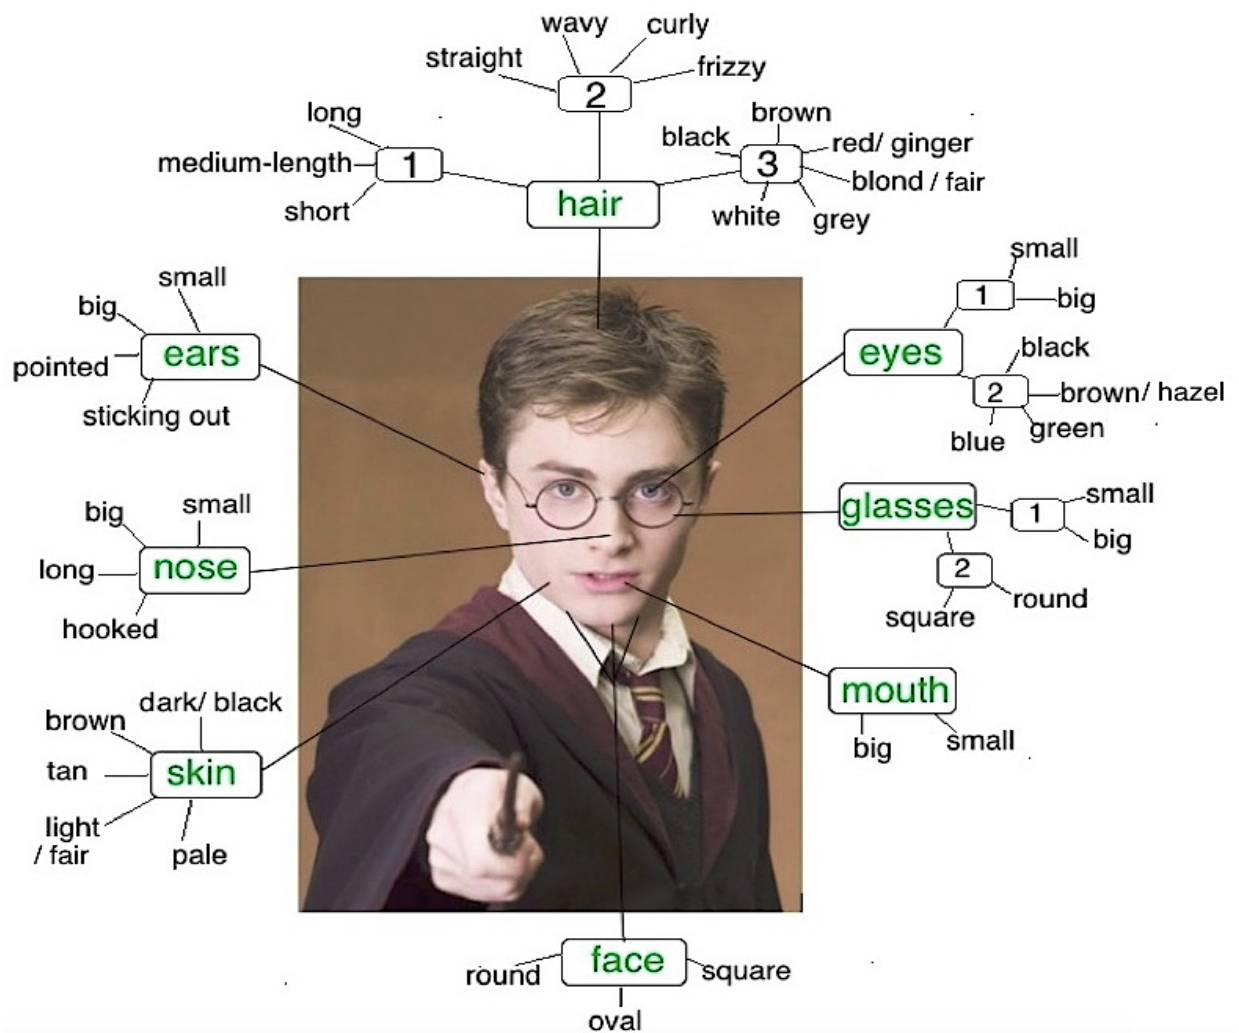 wavy
curly
straight
frizzy
2
long
medium-length
short
1
brown
black
red/ ginger
3
blond / fair
white
grey
hair
small
big
pointed
sticking out
ears
small
1
big
eyes
black
2
brown/ hazel
green
blue
big
small
long
hooked
nose
glasses
1
small
big
2
square
round
mouth
big
small
dark/ black
brown
tan
light
/ fair
pale
skin
face
round
square
oval